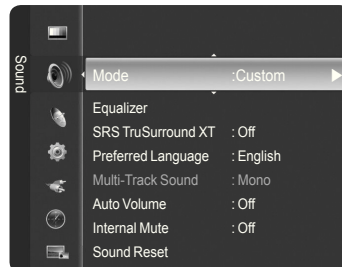 Sound
Mode :Custom
Equalizer
SRS TruSurround XT : Off
Preferred Language : English
Multi-Track Sound : Mono
Auto Volume : Off
Internal Mute : Off
Sound Reset